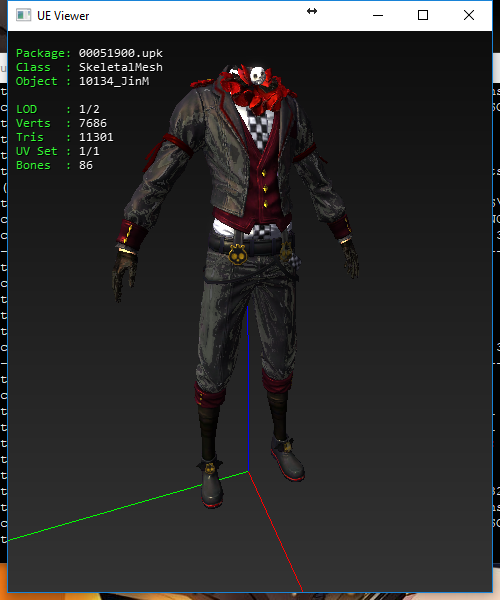 UE Viewer
Package: 00051900.upk
Class  : SkeletalMesh
Object : 10134_JinM
LOD    : 1/2
Verts  : 7686
Tris   : 11301
UV Set : 1/1
Bones  : 86